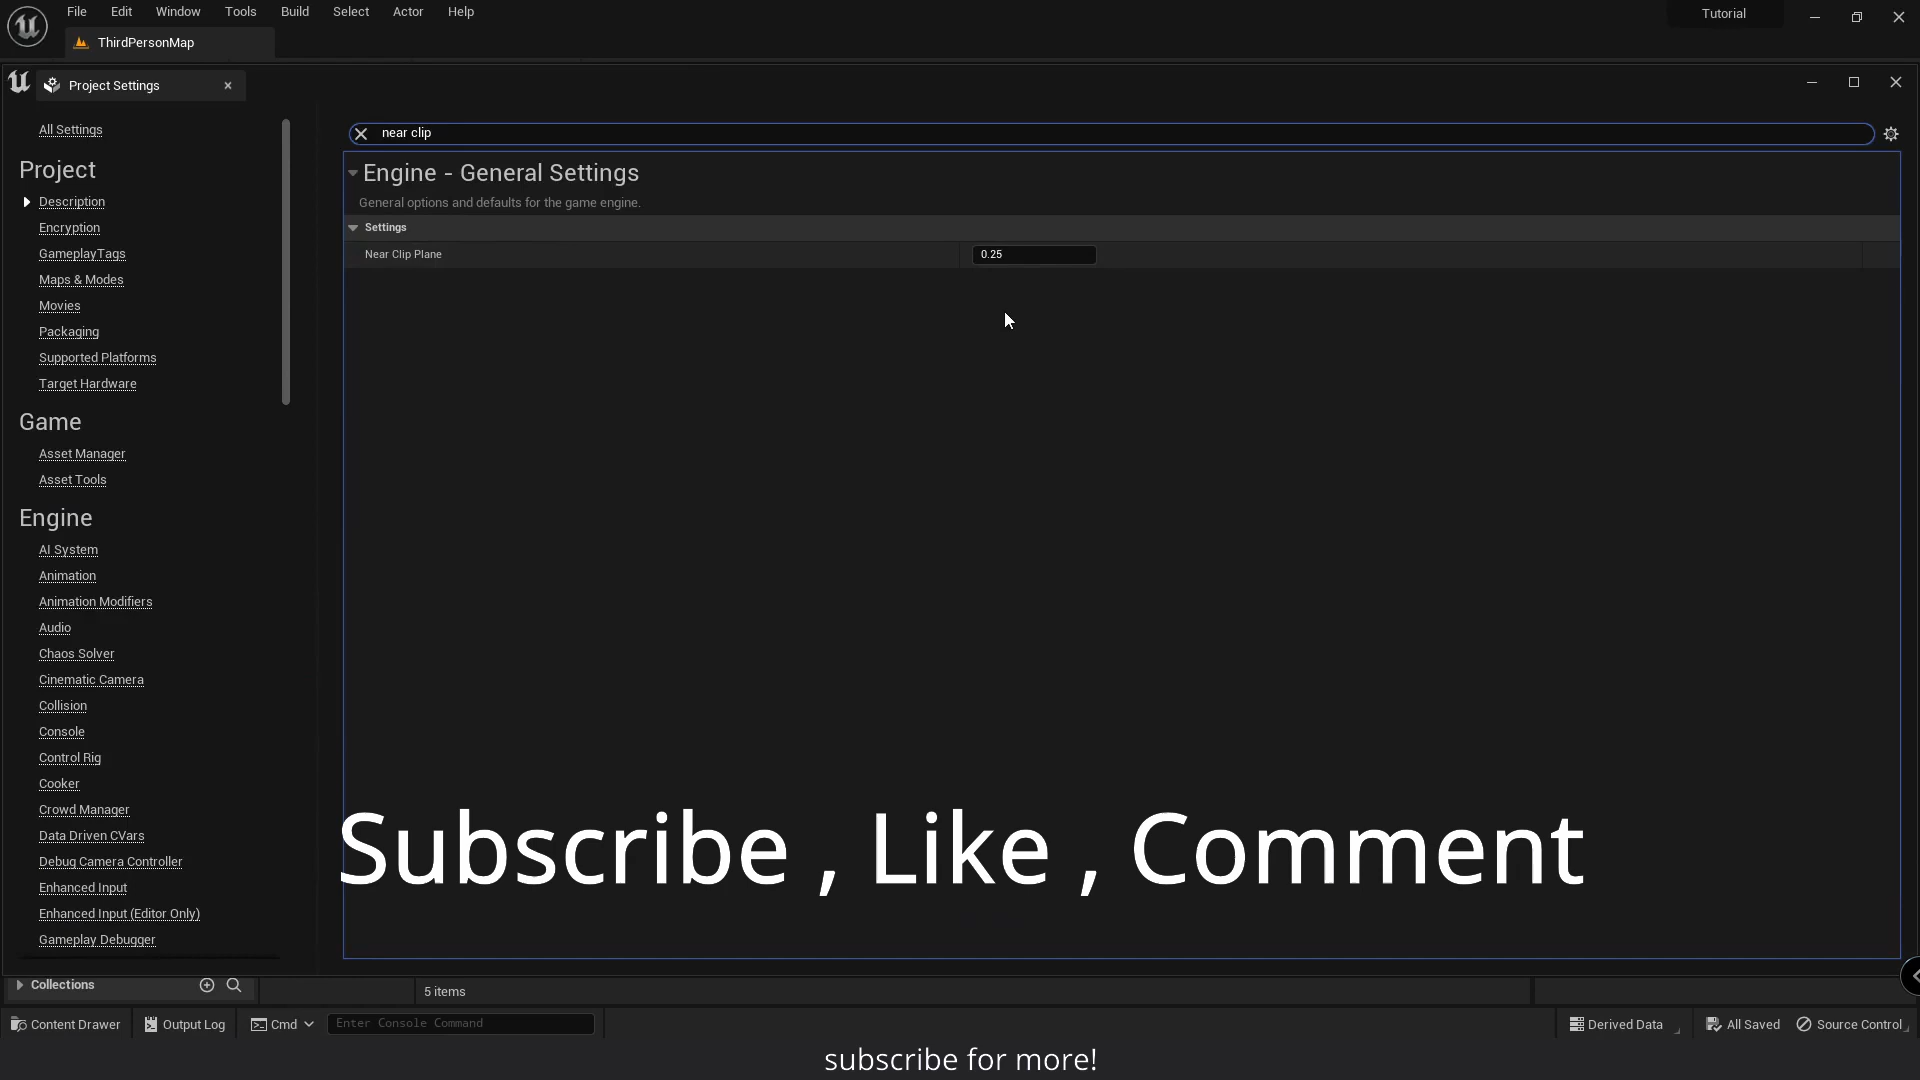 File Edit Window Tools Build Select Actor Help
Tutorial
ThirdPersonMap
Project Settings
All Settings
Project
Description
Encryption
GameplayTags
Maps & Modes
Movies
Packaging
Supported Platforms
Target Hardware
Game
Asset Manager
Asset Tools
Engine
AI System
Animation
Animation Modifiers
Audio
Chaos Solver
Cinematic Camera
Collision
Console
Control Rig
Cooker
Crowd Manager
Data Driven CVars
Debug Camera Controller
Enhanced Input
Enhanced Input (Editor Only)
Gameplay Debugger
near clip
Engine - General Settings
General options and defaults for the game engine.
Settings
Near Clip Plane 0.25
Subscribe , Like , Comment
Collections
5 items
Content Drawer Output Log Cmd Enter Console Command Derived Data All Saved Source Control
subscribe for more!